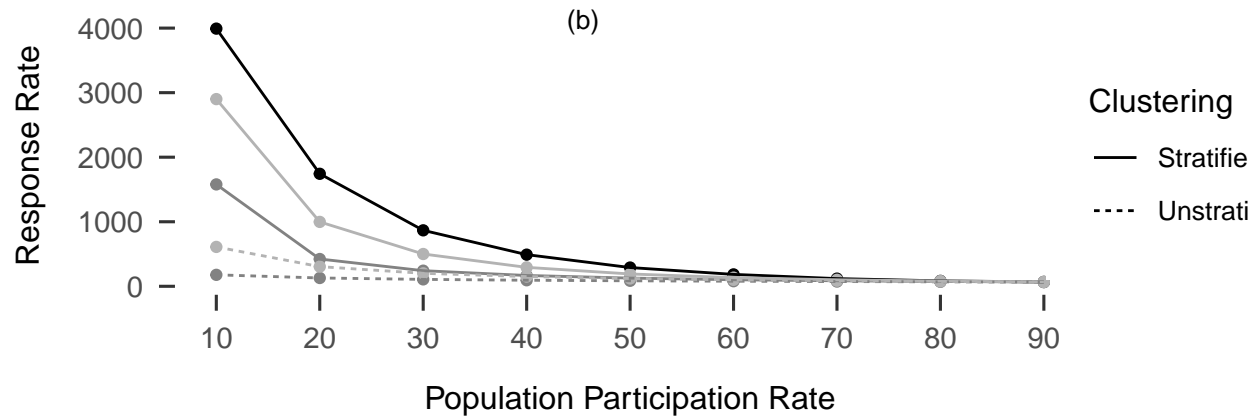 (b)
4000
3000
2000
1000
0
Response Rate
10 20 30 40 50 60 70 80 90
Population Participation Rate
Clustering
Stratifie
Unstrati